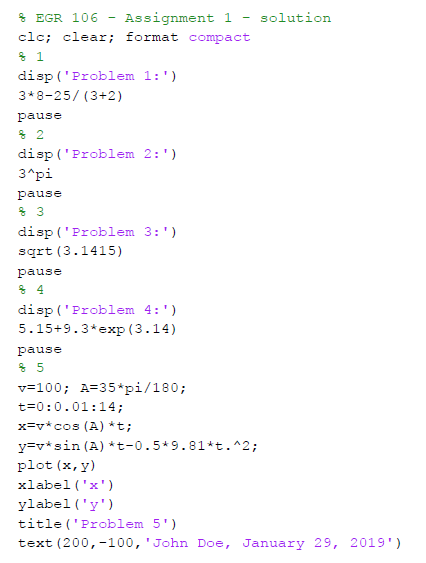 % EGR 106 - Assignment 1 - solution
clc; clear; format compact
% 1
disp('Problem 1:')
3*8-25/(3+2)
pause
% 2
disp('Problem 2:')
3^pi
pause
% 3
disp('Problem 3:')
sqrt(3.1415)
pause
% 4
disp('Problem 4:')
5.15+9.3*exp(3.14)
pause
% 5
v=100; A=35*pi/180;
t=0:0.01:14;
x=v*cos(A)*t;
y=v*sin(A)*t-0.5*9.81*t.^2;
plot(x,y)
xlabel('x')
ylabel('y')
title('Problem 5')
text(200,-100,'John Doe, January 29, 2019')